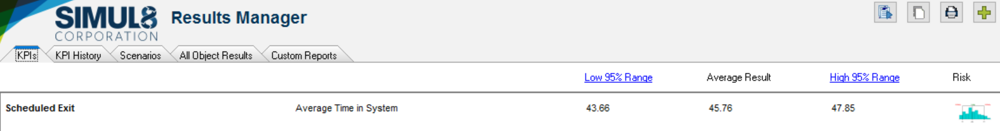 SIMUL8 Results Manager
CORPORATION
KPIs KPI History Scenarios All Object Results Custom Reports
Low 95% Range Average Result High 95% Range Risk
Scheduled Exit Average Time in System 43.66 45.76 47.85